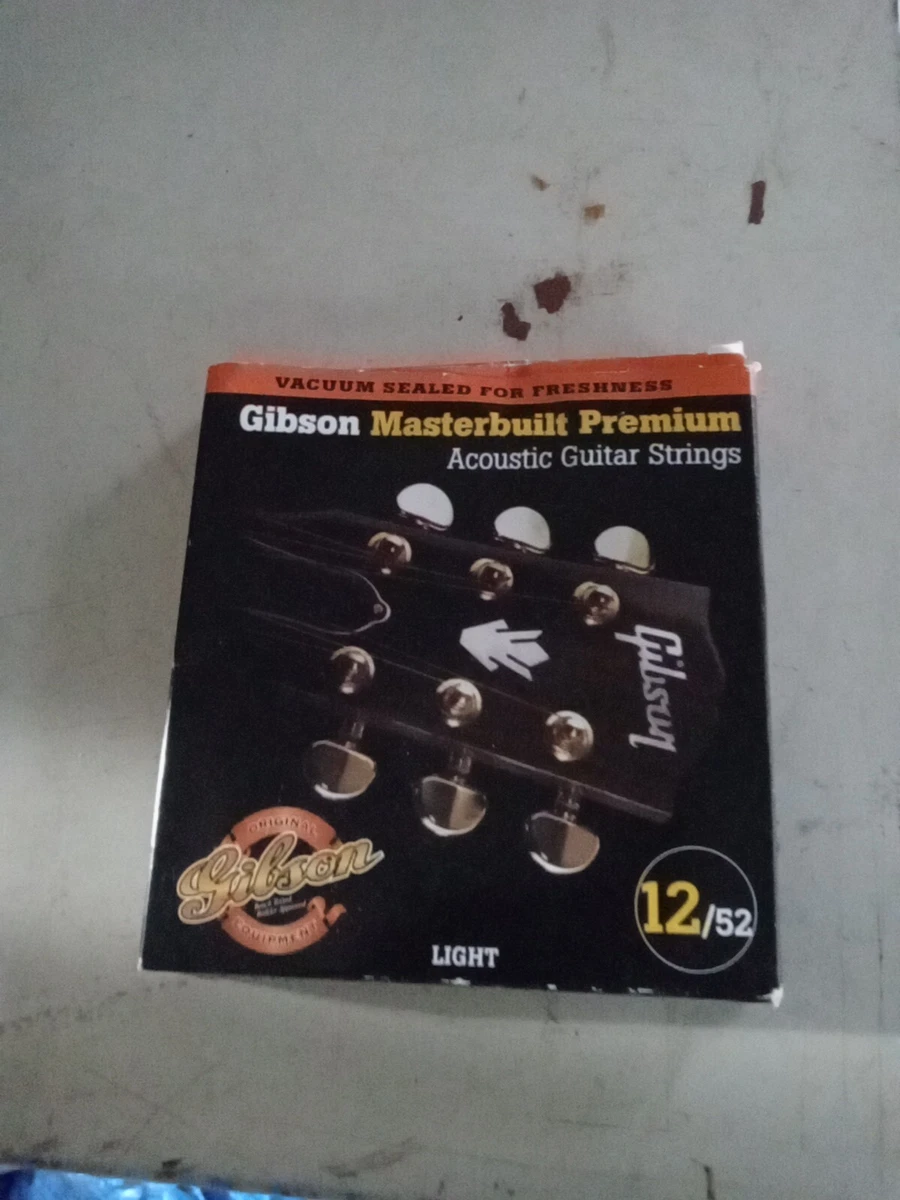 VACUUM SEALED FOR FRESHNESS
Gibson Masterbuilt Premium
Acoustic Guitar Strings
Gibson
ORIGINAL
Gibson
EQUIPMENT
12/52
LIGHT